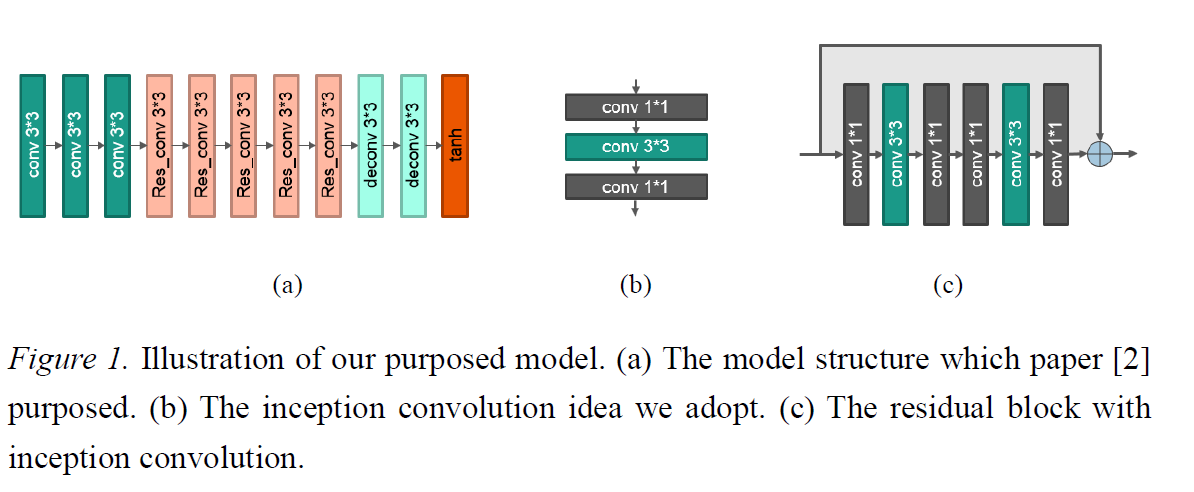 conv 3*3
conv 3*3
conv 3*3
Res_conv 3*3
Res_conv 3*3
Res_conv 3*3
Res_conv 3*3
Res_conv 3*3
deconv 3*3
deconv 3*3
tanh
(a)
conv 1*1
conv 3*3
conv 1*1
(b)
conv 1*1
conv 3*3
conv 1*1
conv 1*1
conv 3*3
conv 1*1
(c)
Figure 1. Illustration of our purposed model. (a) The model structure which paper [2]
purposed. (b) The inception convolution idea we adopt. (c) The residual block with
inception convolution.